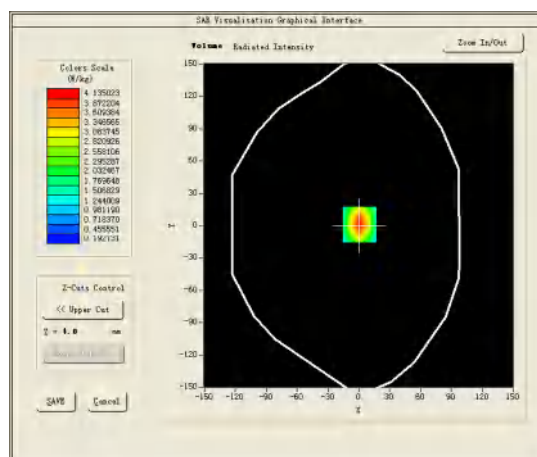 SAR Visualisation Graphical Interface
Volume Radiated Intensity
Zoom In/Out
Colors Scale
(W/kg)
4.135023
3.872204
3.609384
3.346565
3.083745
2.820926
2.558106
2.295287
2.032467
1.769648
1.506829
1.244009
0.981190
0.718370
0.455551
0.192731
150
120
90
60
30
0
-30
-60
-90
-120
-150
Y
-150 -120 -90 -60 -30 0 30 60 90 120 150
X
Z-Cuts Control
<< Upper Cut
Z = 4.0 mm
SAVE Cancel